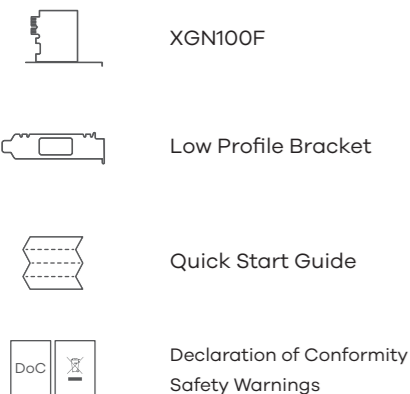 XGN100F
Low Profile Bracket
Quick Start Guide
DoC
Declaration of Conformity
Safety Warnings